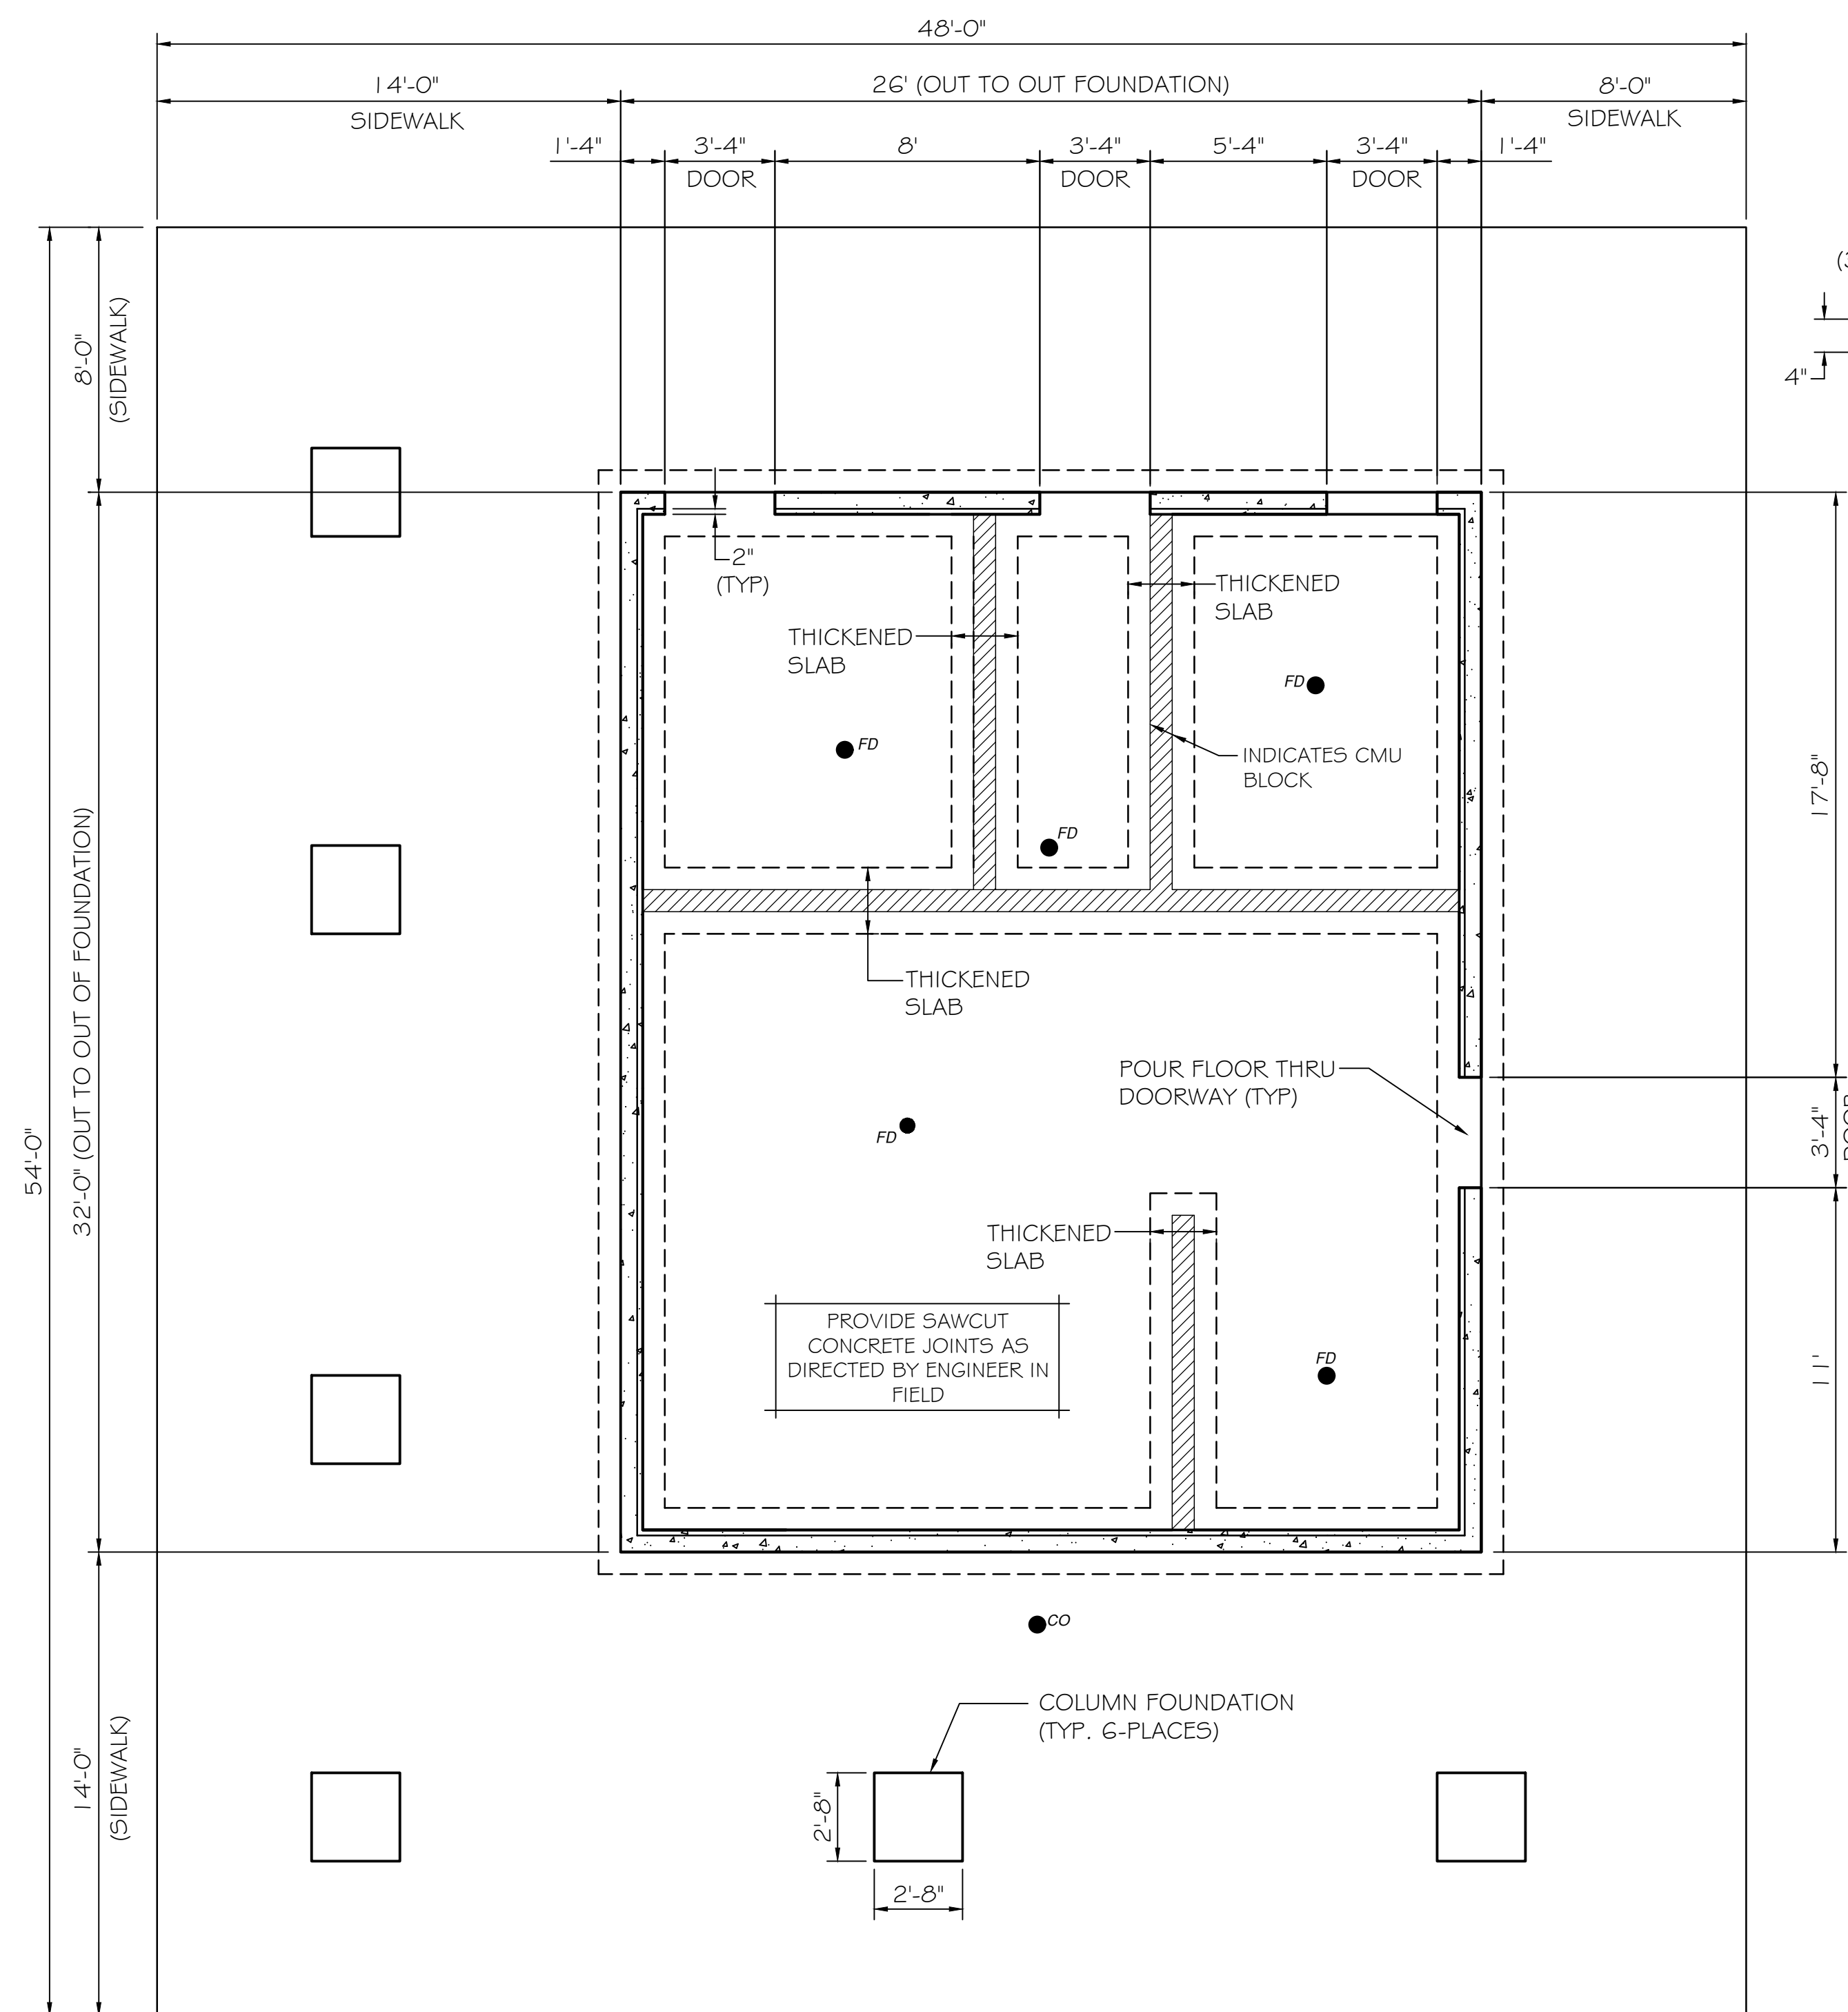 48'-0"
14'-0"
SIDEWALK
26' (OUT TO OUT FOUNDATION)
8'-0"
SIDEWALK
1'-4"
3'-4"
DOOR
8'
3'-4"
DOOR
5'-4"
3'-4"
DOOR
1'-4"
8'-0"
(SIDEWALK)
4"
2"
(TYP)
THICKENED
SLAB
THICKENED
SLAB
FD
FD
INDICATES CMU
BLOCK
FD
17'-8"
32'-0" (OUT TO OUT OF FOUNDATION)
54'-0"
THICKENED
SLAB
POUR FLOOR THRU
DOORWAY (TYP)
3'-4"
DOOR
FD
THICKENED
SLAB
PROVIDE SAWCUT
CONCRETE JOINTS AS
DIRECTED BY ENGINEER IN
FIELD
FD
11'
CO
COLUMN FOUNDATION
(TYP. 6-PLACES)
14'-0"
(SIDEWALK)
2'-8"
2'-8"